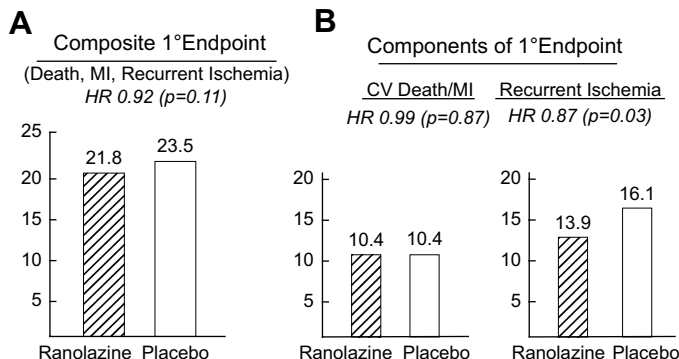 A
Composite 1°Endpoint
(Death, MI, Recurrent Ischemia)
HR 0.92 (p=0.11)
25
20
15
10
5
21.8
23.5
Ranolazine Placebo
B
Components of 1°Endpoint
CV Death/MI
HR 0.99 (p=0.87)
20
15
10
5
10.4
10.4
Ranolazine Placebo
Recurrent Ischemia
HR 0.87 (p=0.03)
20
15
10
5
13.9
16.1
Ranolazine Placebo